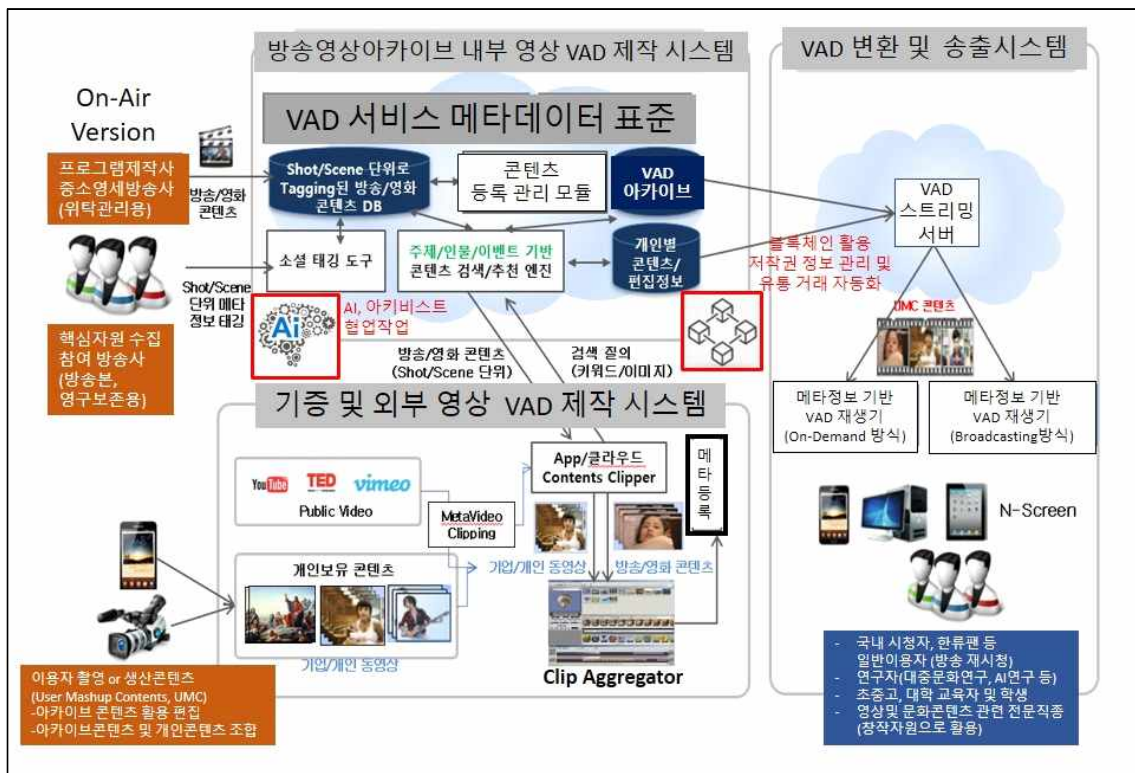 방송영상아카이브 내부 영상 VAD 제작 시스템
VAD 변환 및 송출시스템
On-Air
Version
VAD 서비스 메타데이터 표준
프로그램제작사
중소영세방송사
(위탁관리용)
방송/영화
콘텐츠
Shot/Scene 단위로
Tagging된 방송/영화
콘텐츠 DB
콘텐츠
등록 관리 모듈
VAD
아카이브
VAD
스트리밍
서버
소셜 태깅 도구
주제/인물/이벤트 기반
콘텐츠 검색/추천 엔진
개인별
콘텐츠/
편집정보
블록체인 활용
저작권 정보 관리 및
유통 거래 자동화
Shot/Scene
단위 메타
정보 태깅
Ai
AI, 아키비스트
협업작업
UMC 콘텐츠
핵심자원 수집
참여 방송사
(방송본,
영구보존용)
방송/영화 콘텐츠
(Shot/Scene 단위)
검색 질의
(키워드/이미지)
메타정보 기반
VAD 재생기
(On-Demand 방식)
메타정보 기반
VAD 재생기
(Broadcasting방식)
기증 및 외부 영상 VAD 제작 시스템
YouTube
TED
vimeo
Public Video
MetaVideo
Clipping
App/클라우드
Contents Clipper
메타등록
기업/개인 동영상
방송/영화 콘텐츠
N-Screen
개인보유 콘텐츠
기업/개인 동영상
Clip Aggregator
이용자 촬영 or 생산콘텐츠
(User Mashup Contents, UMC)
-아카이브 콘텐츠 활용 편집
-아카이브콘텐츠 및 개인콘텐츠 조합
- 국내 시청자, 한류팬 등
일반이용자 (방송 재시청)
- 연구자(대중문화연구, AI연구 등)
- 초중고, 대학 교육자 및 학생
- 영상및 문화콘텐츠 관련 전문직종
(창작자원으로 활용)